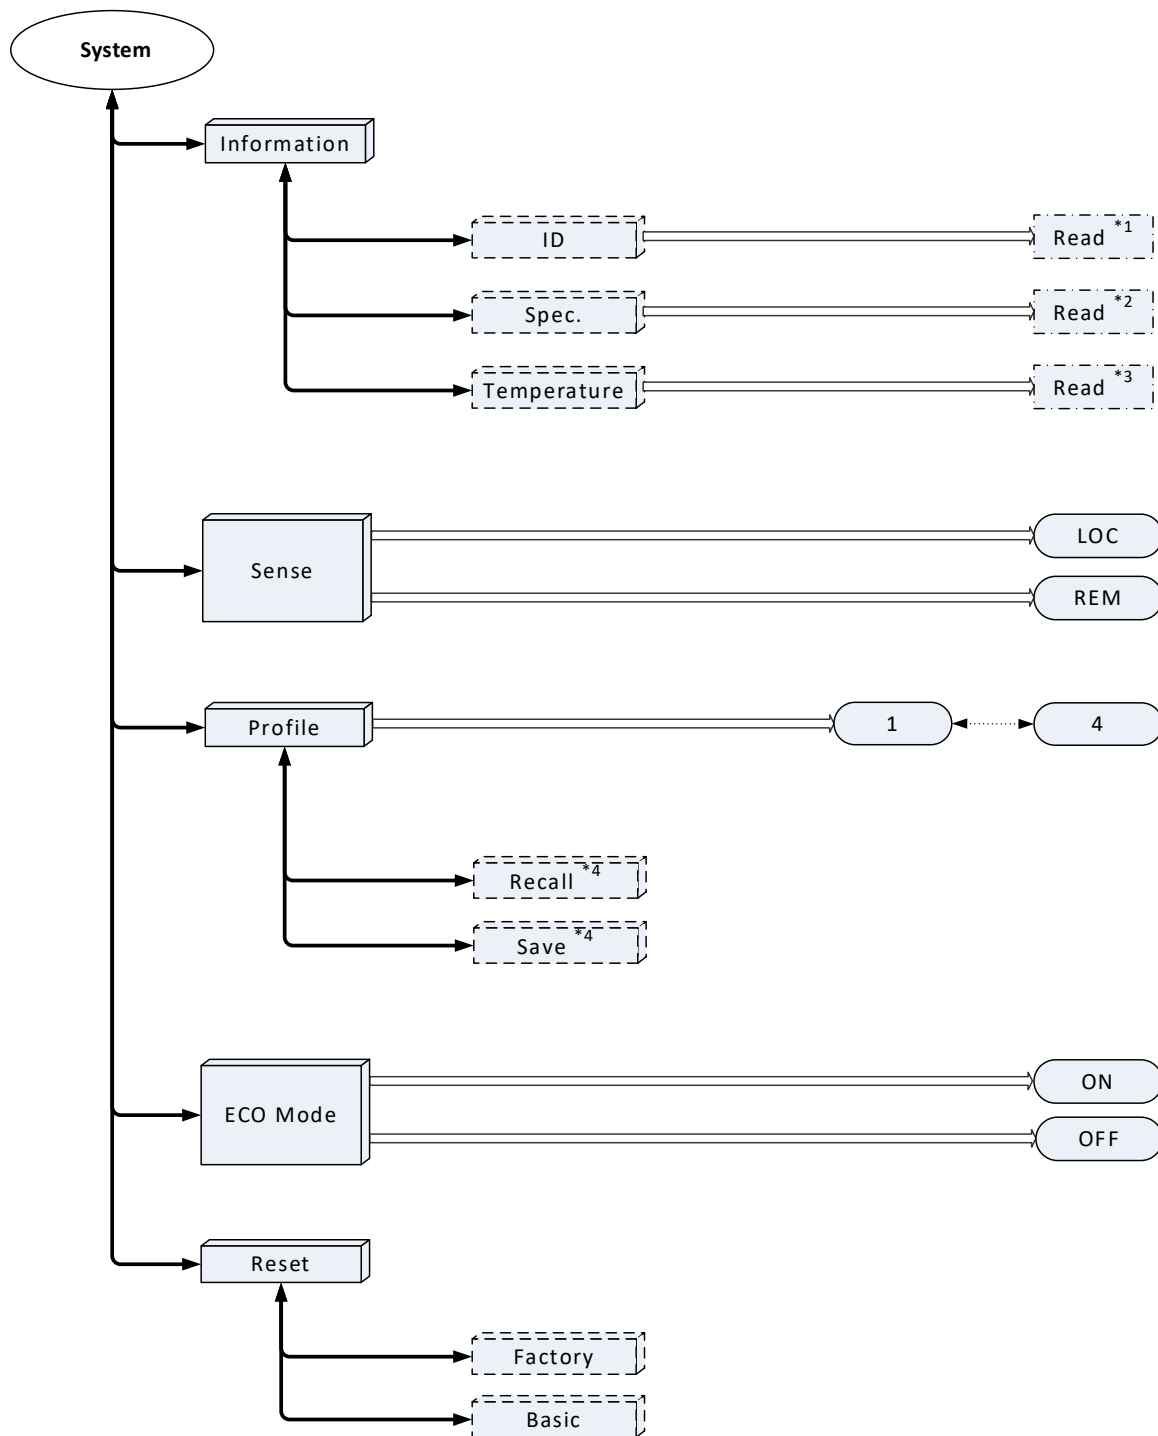 System
Information
ID Read *1
Spec. Read *2
Temperature Read *3
LOC
Sense
REM
Profile 1 4
Recall *4
Save *4
ON
ECO Mode
OFF
Reset
Factory
Basic